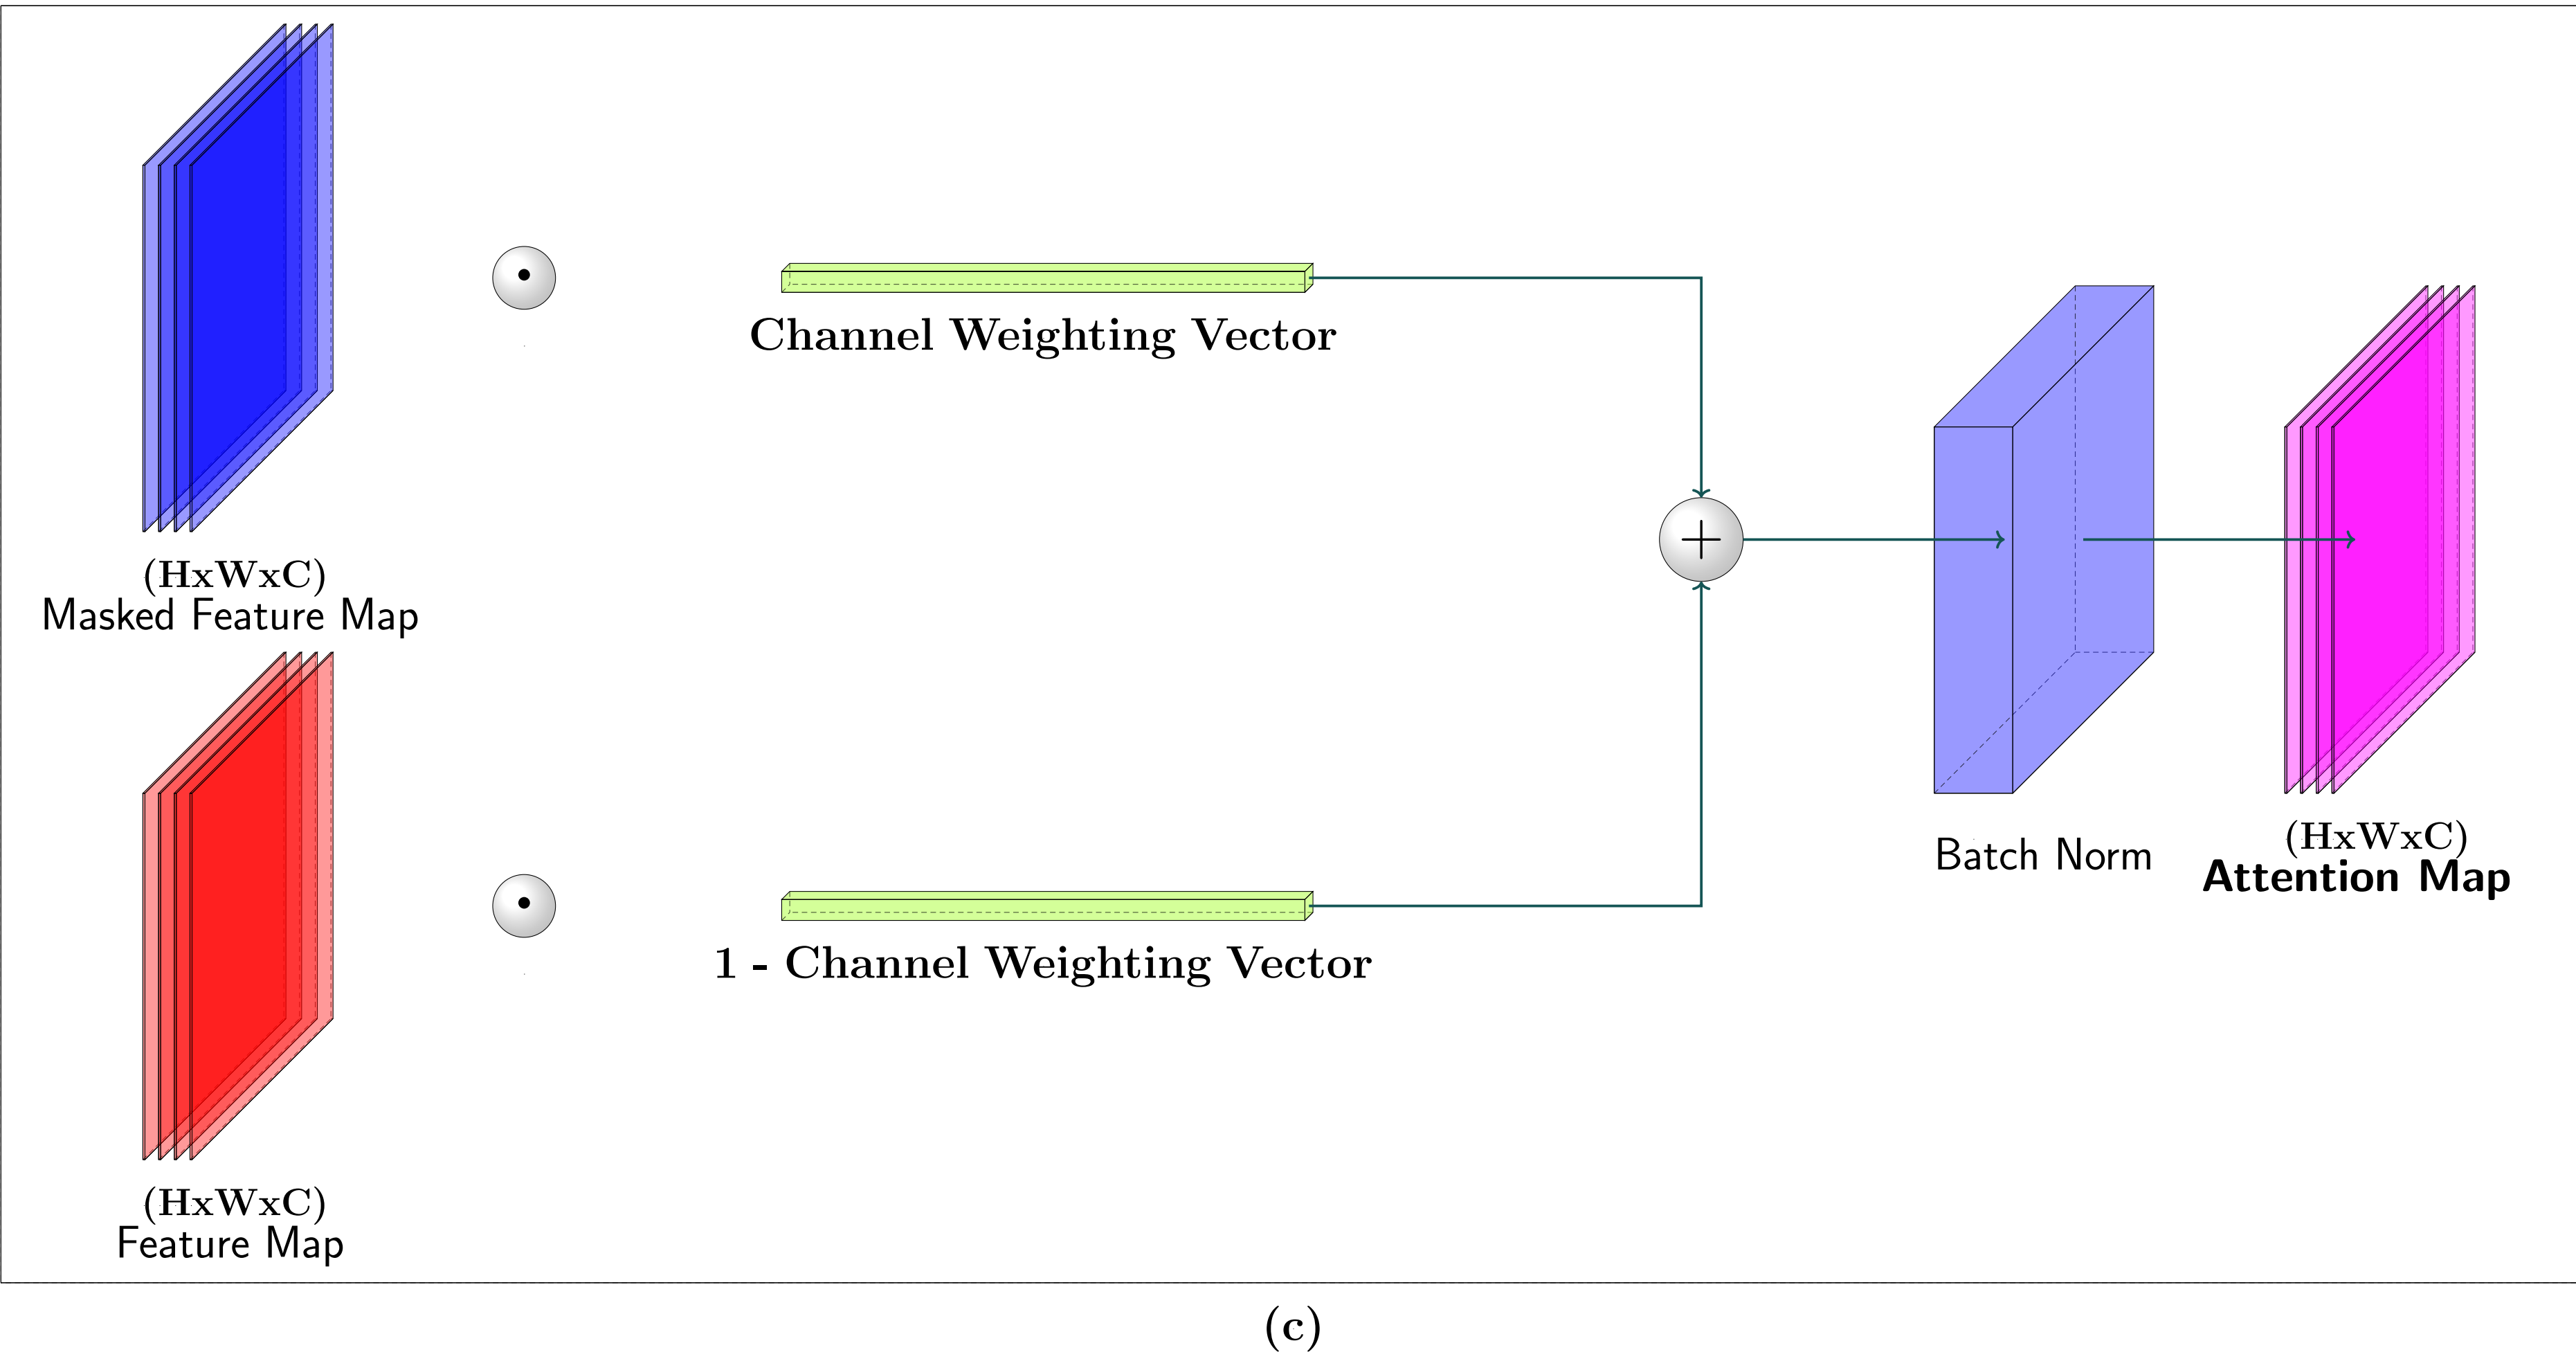 Channel Weighting Vector
(HxWxC)
Masked Feature Map
Batch Norm
(HxWxC)
Attention Map
1 - Channel Weighting Vector
(HxWxC)
Feature Map
(c)